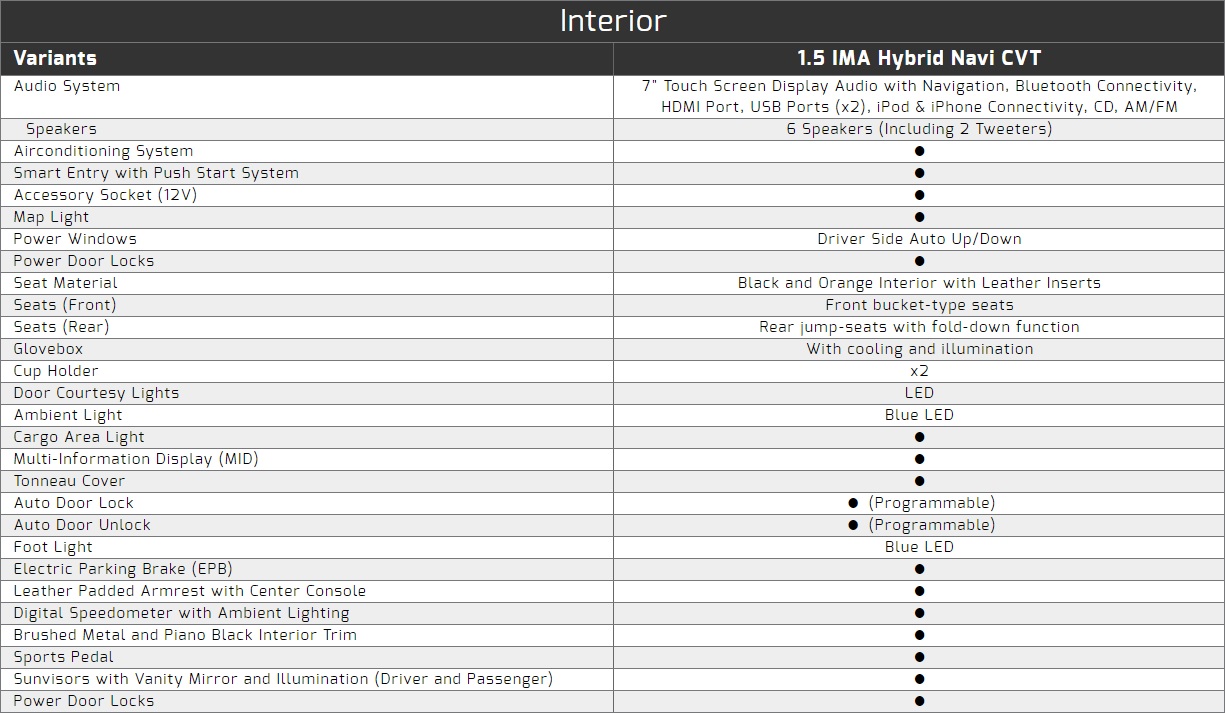 Interior
Variants 1.5 IMA Hybrid Navi CVT
Audio System 7" Touch Screen Display Audio with Navigation, Bluetooth Connectivity,
HDMI Port, USB Ports (x2), iPod & iPhone Connectivity, CD, AM/FM
Speakers 6 Speakers (Including 2 Tweeters)
Airconditioning System ●
Smart Entry with Push Start System ●
Accessory Socket (12V) ●
Map Light ●
Power Windows Driver Side Auto Up/Down
Power Door Locks ●
Seat Material Black and Orange Interior with Leather Inserts
Seats (Front) Front bucket-type seats
Seats (Rear) Rear jump-seats with fold-down function
Glovebox With cooling and illumination
Cup Holder x2
Door Courtesy Lights LED
Ambient Light Blue LED
Cargo Area Light ●
Multi-Information Display (MID) ●
Tonneau Cover ●
Auto Door Lock ● (Programmable)
Auto Door Unlock ● (Programmable)
Foot Light Blue LED
Electric Parking Brake (EPB) ●
Leather Padded Armrest with Center Console ●
Digital Speedometer with Ambient Lighting ●
Brushed Metal and Piano Black Interior Trim ●
Sports Pedal ●
Sunvisors with Vanity Mirror and Illumination (Driver and Passenger) ●
Power Door Locks ●